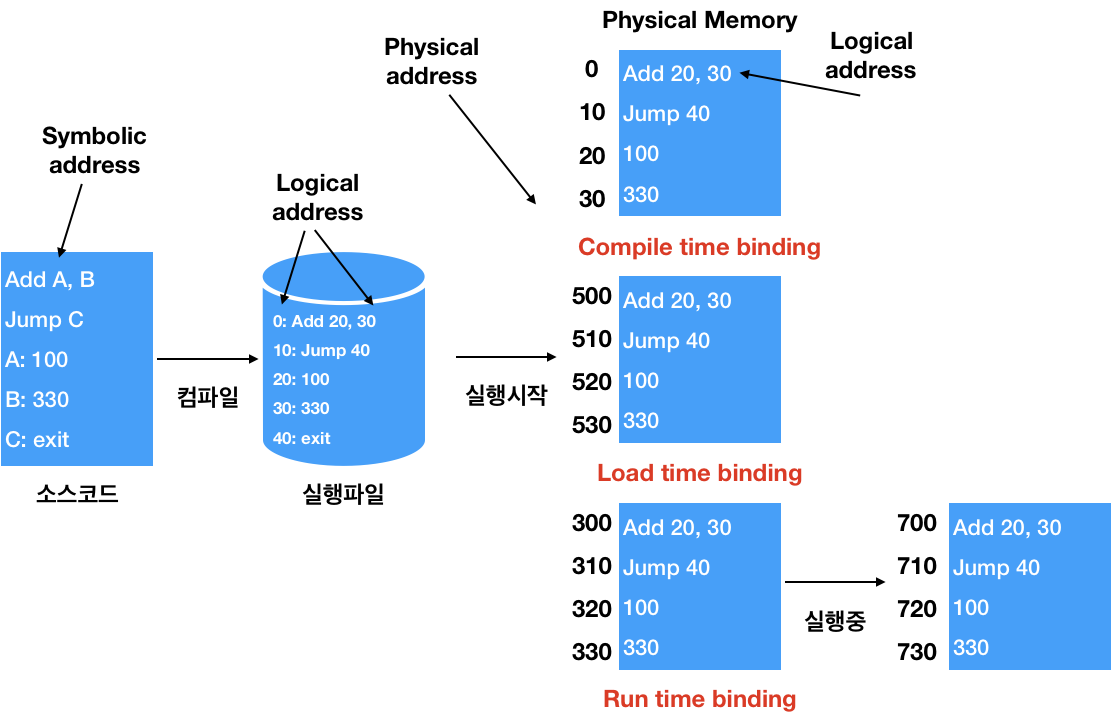 Symbolic
address
Add A, B
Jump C
A: 100
B: 330
C: exit
소스코드
컴파일
Logical
address
0: Add 20, 30
10: Jump 40
20: 100
30: 330
40: exit
실행파일
실행시작
Physical
address
Physical Memory
Logical
address
0
Add 20, 30
10
Jump 40
20
100
30
330
Compile time binding
500
Add 20, 30
510
Jump 40
520
100
530
330
Load time binding
300
Add 20, 30
310
Jump 40
320
100
330
330
Run time binding
실행중
700
Add 20, 30
710
Jump 40
720
100
730
330